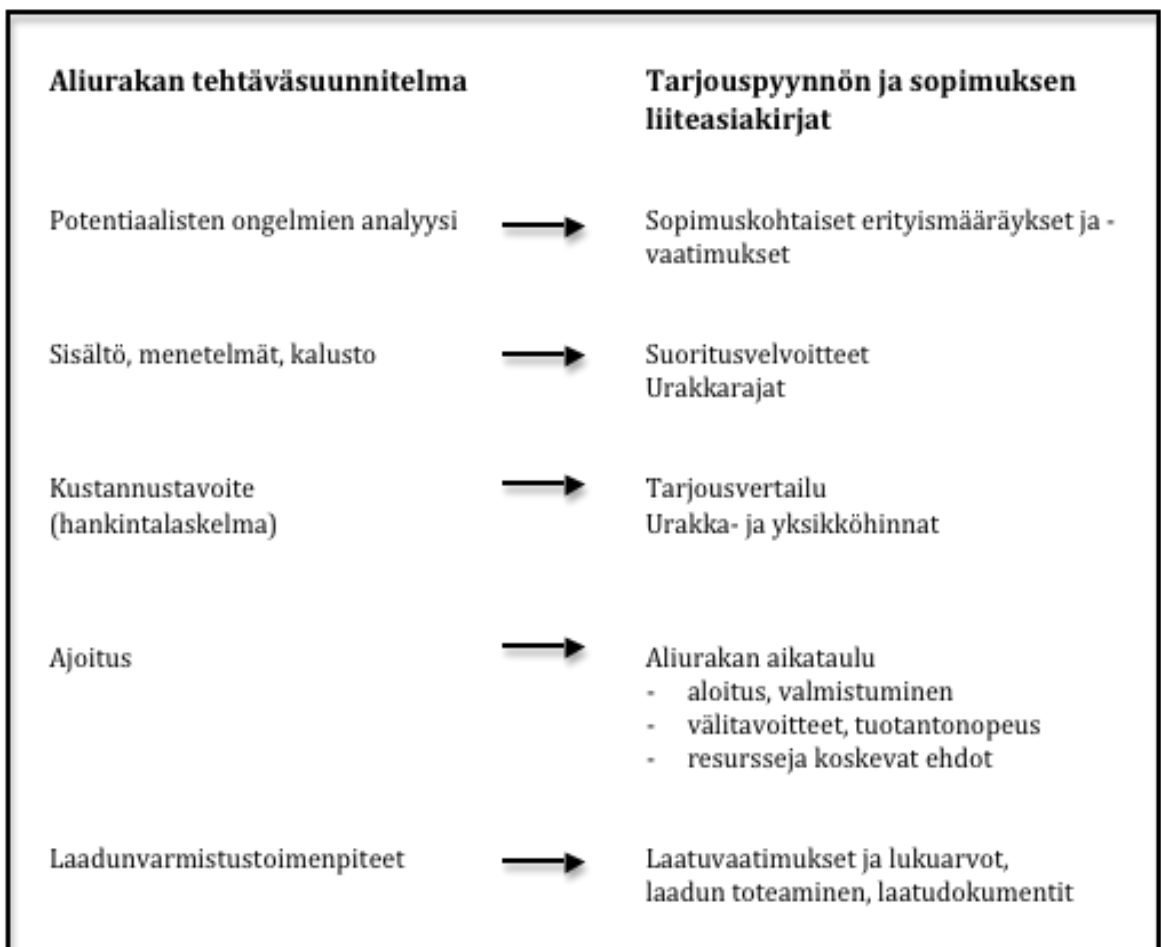 Aliurakan tehtäväsuunnitelma
Tarjouspyynnön ja sopimuksen
liiteasiakirjat
Potentiaalisten ongelmien analyysi
Sopimuskohtaiset erityismääräykset ja -
vaatimukset
Sisältö, menetelmät, kalusto
Suoritusvelvoitteet
Urakkarajat
Kustannustavoite
(hankintalaskelma)
Tarjousvertailu
Urakka- ja yksikköhinnat
Ajoitus
Aliurakan aikataulu
- aloitus, valmistuminen
- välitavoitteet, tuotantonopeus
- resursseja koskevat ehdot
Laadunvarmistustoimenpiteet
Laatuvaatimukset ja lukuarvot,
laadun toteaminen, laatudokumentit